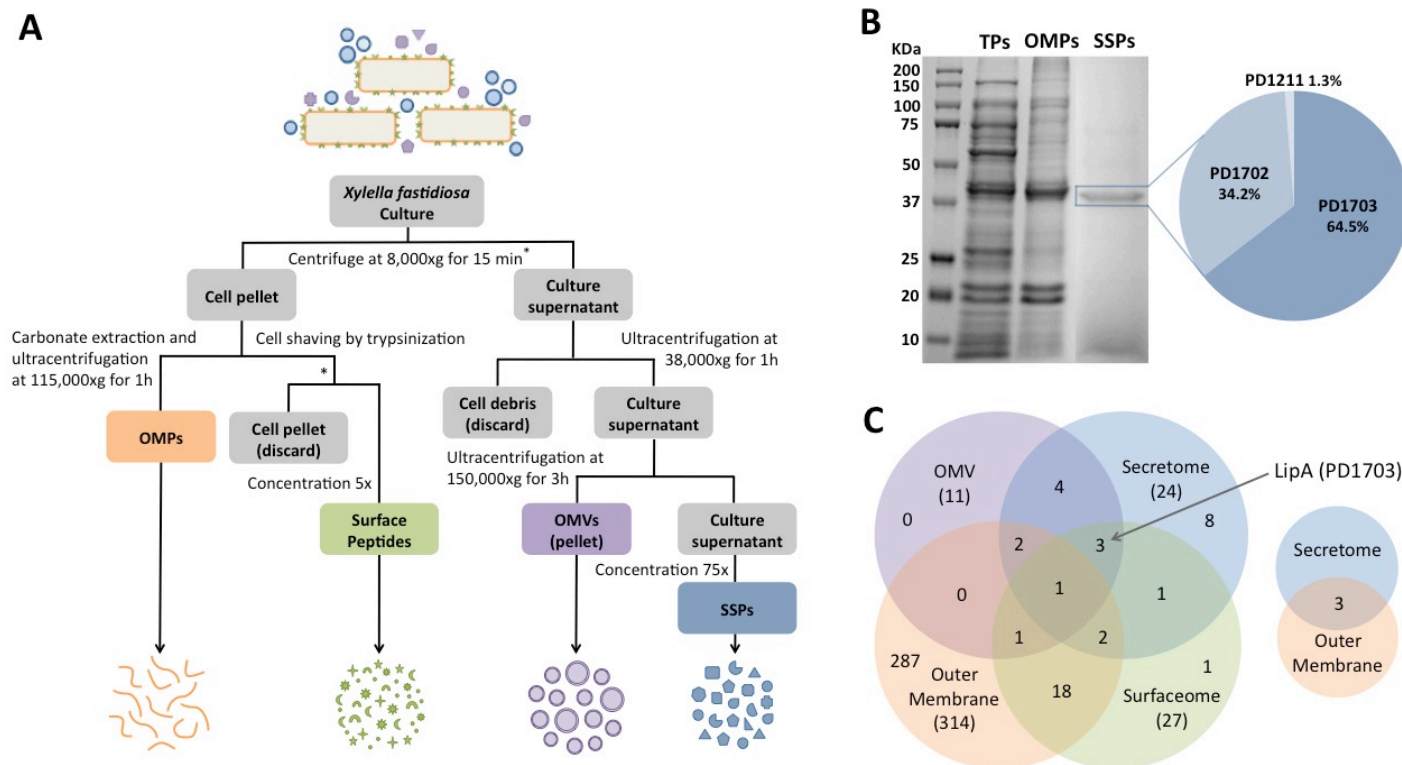 A
Xylella fastidiosa
Culture
Centrifuge at 8,000xg for 15 min*
Cell pellet
Culture
supernatant
Carbonate extraction and
ultracentrifugation
at 115,000xg for 1h
Cell shaving by trypsinization
*
Ultracentrifugation at
38,000xg for 1h
OMPs
Cell pellet
(discard)
Cell debris
(discard)
Culture
supernatant
Concentration 5x
Ultracentrifugation at
150,000xg for 3h
Surface
Peptides
OMVs
(pellet)
Culture
supernatant
Concentration 75x
SSPs
B
KDa
TPs OMPs SSPs
200
150
100
75
50
37
25
20
10
PD1211 1.3%
PD1702
34.2%
PD1703
64.5%
C
OMV
(11)
4
Secretome
(24)
LipA (PD1703)
0
8
2
3
0
1
1
1
2
287
Outer
Membrane
(314)
18
1
Surfaceome
(27)
Secretome
3
Outer
Membrane